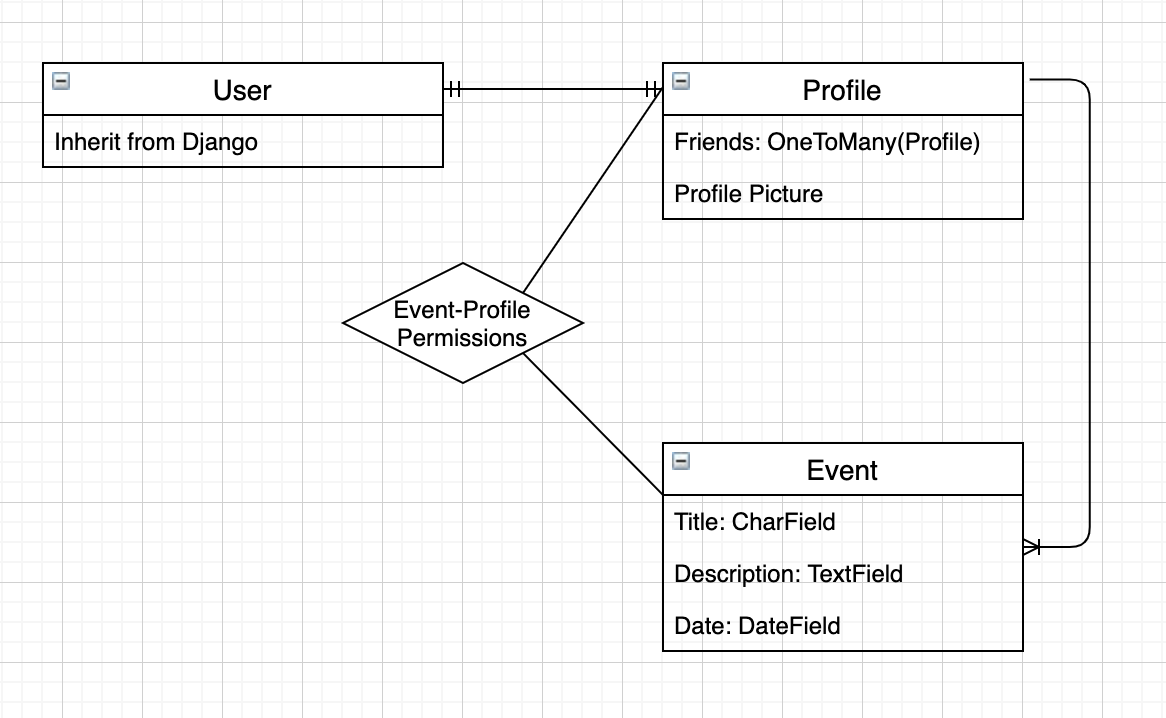 User
Inherit from Django
Profile
Friends: OneToMany(Profile)
Profile Picture
Event-Profile
Permissions
Event
Title: CharField
Description: TextField
Date: DateField